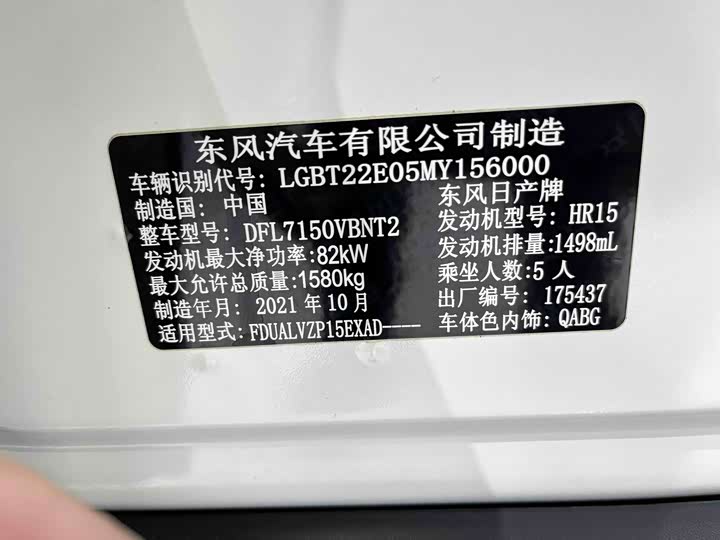 东风汽车有限公司制造
车辆识别代号: LGBT22E05MY156000
制造国: 中国 东风日产牌
整车型号: DFL7150VBNT2 发动机型号: HR15
发动机最大净功率:82kW 发动机排量:1498mL
最大允许总质量:1580kg 乘坐人数:5 人
制造年月: 2021 年 10 月 出厂编号: 175437
适用型式: FDUALVZP15EXAD---- 车体色内饰: QABG